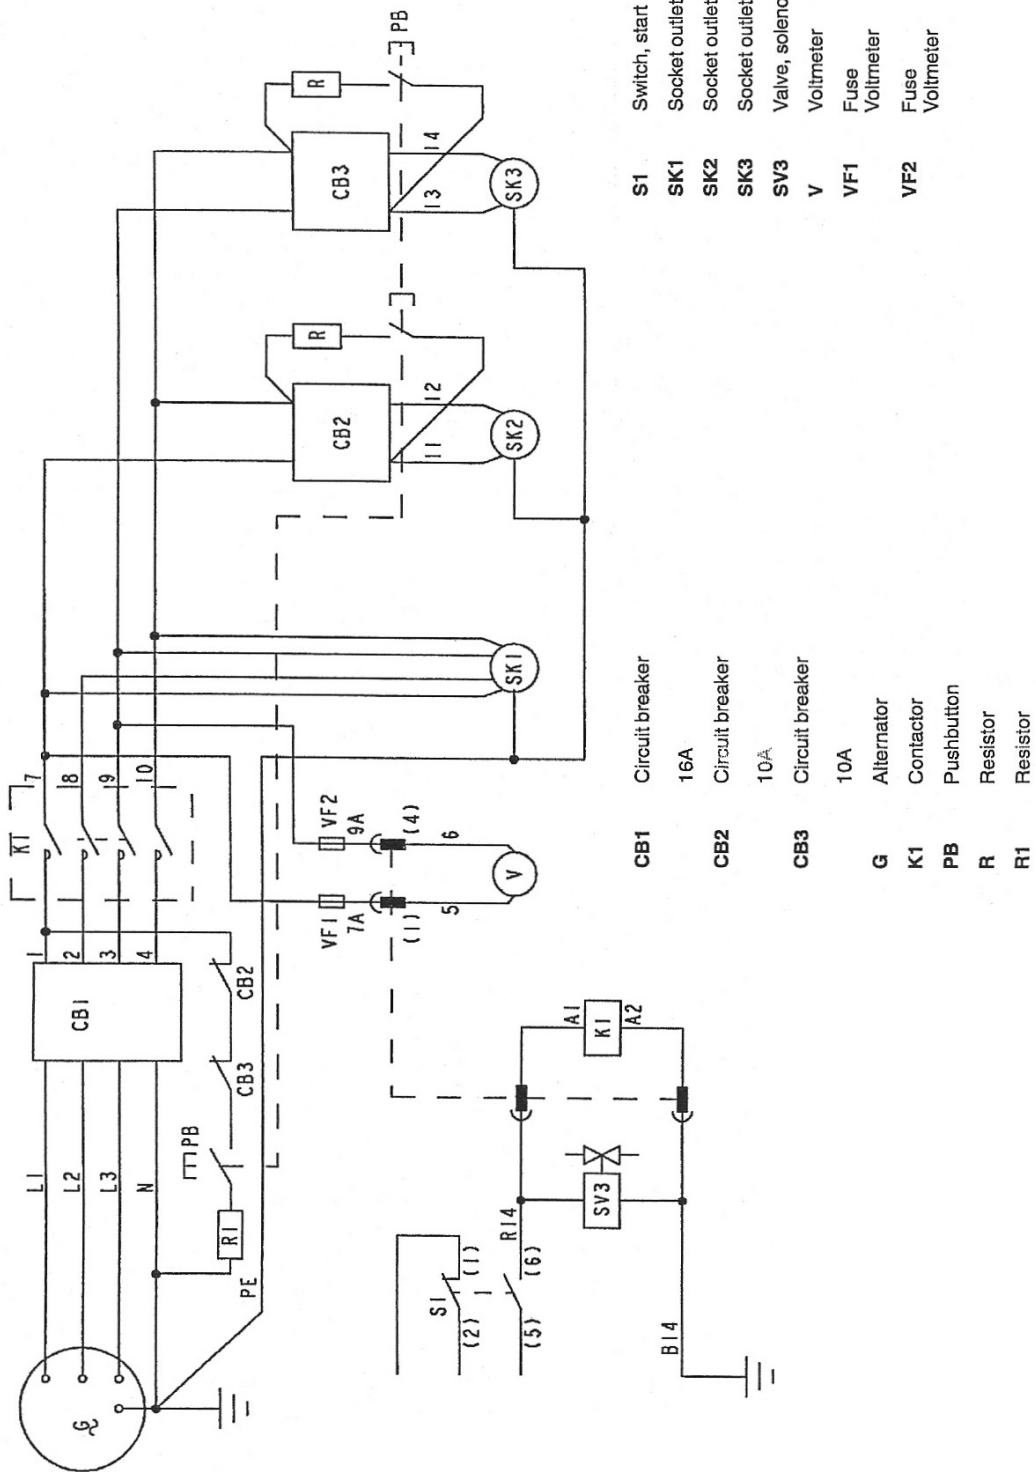 G
L1
L2
L3
N
PE
CB1
1
2
3
4
R1
PB
CB3
CB2
K1
7
8
9
10
VF1
7A
VF2
9A
(1)
(4)
5
6
V
SK1
CB2
R
11
12
SK2
CB3
R
PB
13
14
SK3
S1
(1)
(2)
(5)
(6)
R14
SV3
A1
K1
A2
B14
CB1 Circuit breaker
16A
CB2 Circuit breaker
10A
CB3 Circuit breaker
10A
G Alternator
K1 Contactor
PB Pushbutton
R Resistor
R1 Resistor
S1 Switch, start
SK1 Socket outlet
SK2 Socket outlet
SK3 Socket outlet
SV3 Valve, soleno
V Voltmeter
VF1 Fuse
Voltmeter
VF2 Fuse
Voltmeter